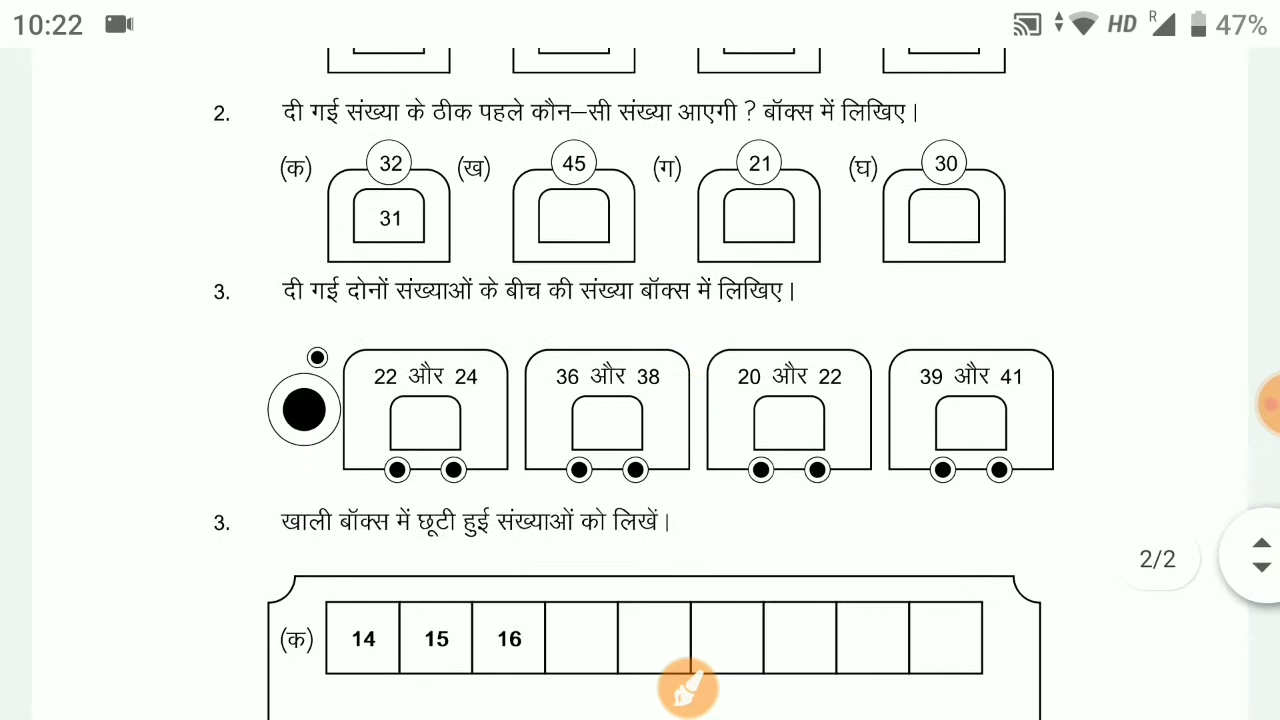 10:22 HD R 47%
2. दी गई संख्या के ठीक पहले कौन–सी संख्या आएगी ? बॉक्स में लिखिए।
(क) 32 (ख) 45 (ग) 21 (घ) 30
31
3. दी गई दोनों संख्याओं के बीच की संख्या बॉक्स में लिखिए।
22 और 24 36 और 38 20 और 22 39 और 41
3. खाली बॉक्स में छूटी हुई संख्याओं को लिखें।
2/2
(क) 14 15 16